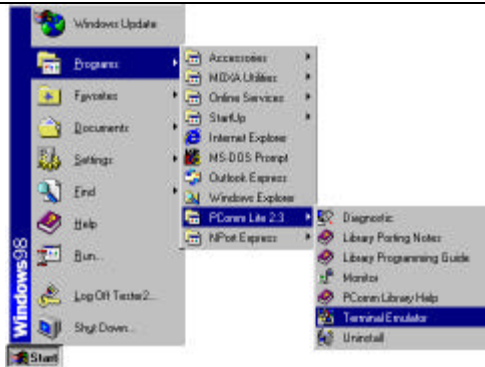 Windows Update
Programs
Favorites
Documents
Settings
Find
Help
Run...
Log Off Tester2...
Shut Down...
Windows98
Start
Accessories
MOXA Utilities
Online Services
StartUp
Internet Explorer
MS-DOS Prompt
Outlook Express
Windows Explorer
PComm Lite 2.3
NPort Express
Diagnostic
Library Porting Notes
Library Programming Guide
Monitor
PComm Library Help
Terminal Emulator
Uninstall